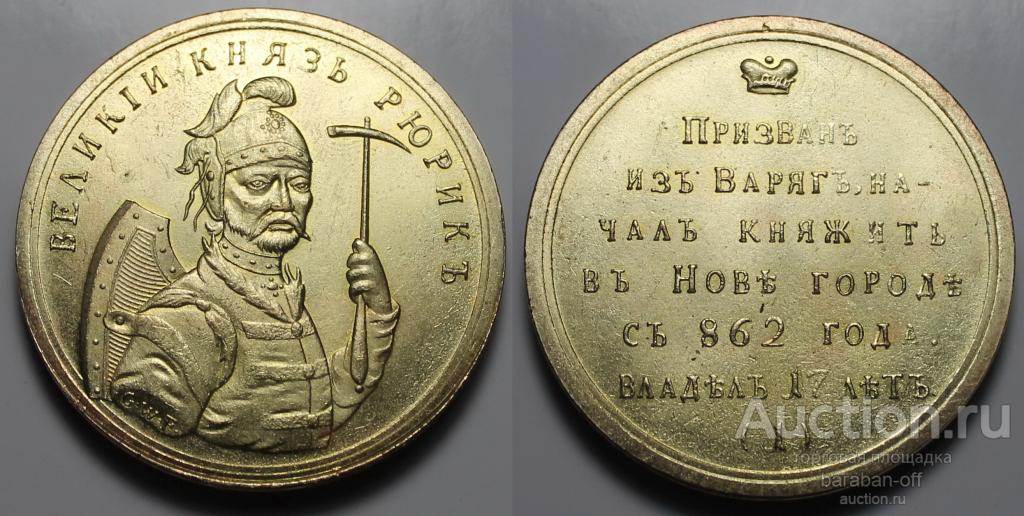 ВЕЛИКІИ КНЯЗЬ РЮРИКЪ
G.W.F.
ПРИЗВАНЪ
ИЗЪ ВАРЯГЪ, НА-
ЧАЛЪ КНЯЖИТЬ
ВЪ НОВѢ ГОРОДѢ
СЪ 862 ГОДА.
ВЛАДѢЛЪ 17 ЛѢТЪ.
Auction.ru
торговая площадка
baraban-off
auction.ru